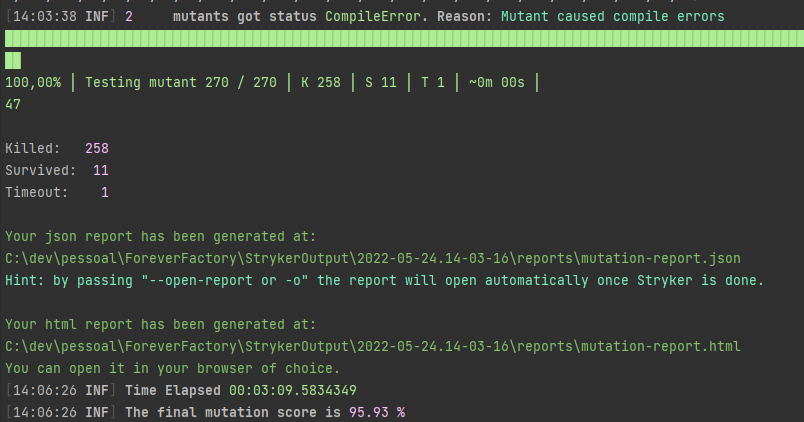 [14:03:38 INF] 2     mutants got status CompileError. Reason: Mutant caused compile errors
100,00% │ Testing mutant 270 / 270 │ K 258 │ S 11 │ T 1 │ ~0m 00s │
47
Killed:   258
Survived:  11
Timeout:    1
Your json report has been generated at:
C:\dev\pessoal\ForeverFactory\StrykerOutput\2022-05-24.14-03-16\reports\mutation-report.json
Hint: by passing "--open-report or -o" the report will open automatically once Stryker is done.
Your html report has been generated at:
C:\dev\pessoal\ForeverFactory\StrykerOutput\2022-05-24.14-03-16\reports\mutation-report.html
You can open it in your browser of choice.
[14:06:26 INF] Time Elapsed 00:03:09.5834349
[14:06:26 INF] The final mutation score is 95.93 %